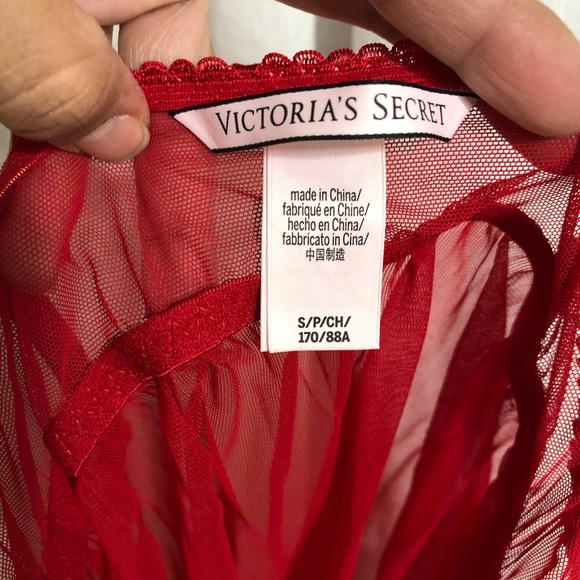 VICTORIA'S SECRET
made in China/
fabriqué en Chine/
hecho en China/
fabbricato in Cina/
中国制造
S/P/CH/
170/88A